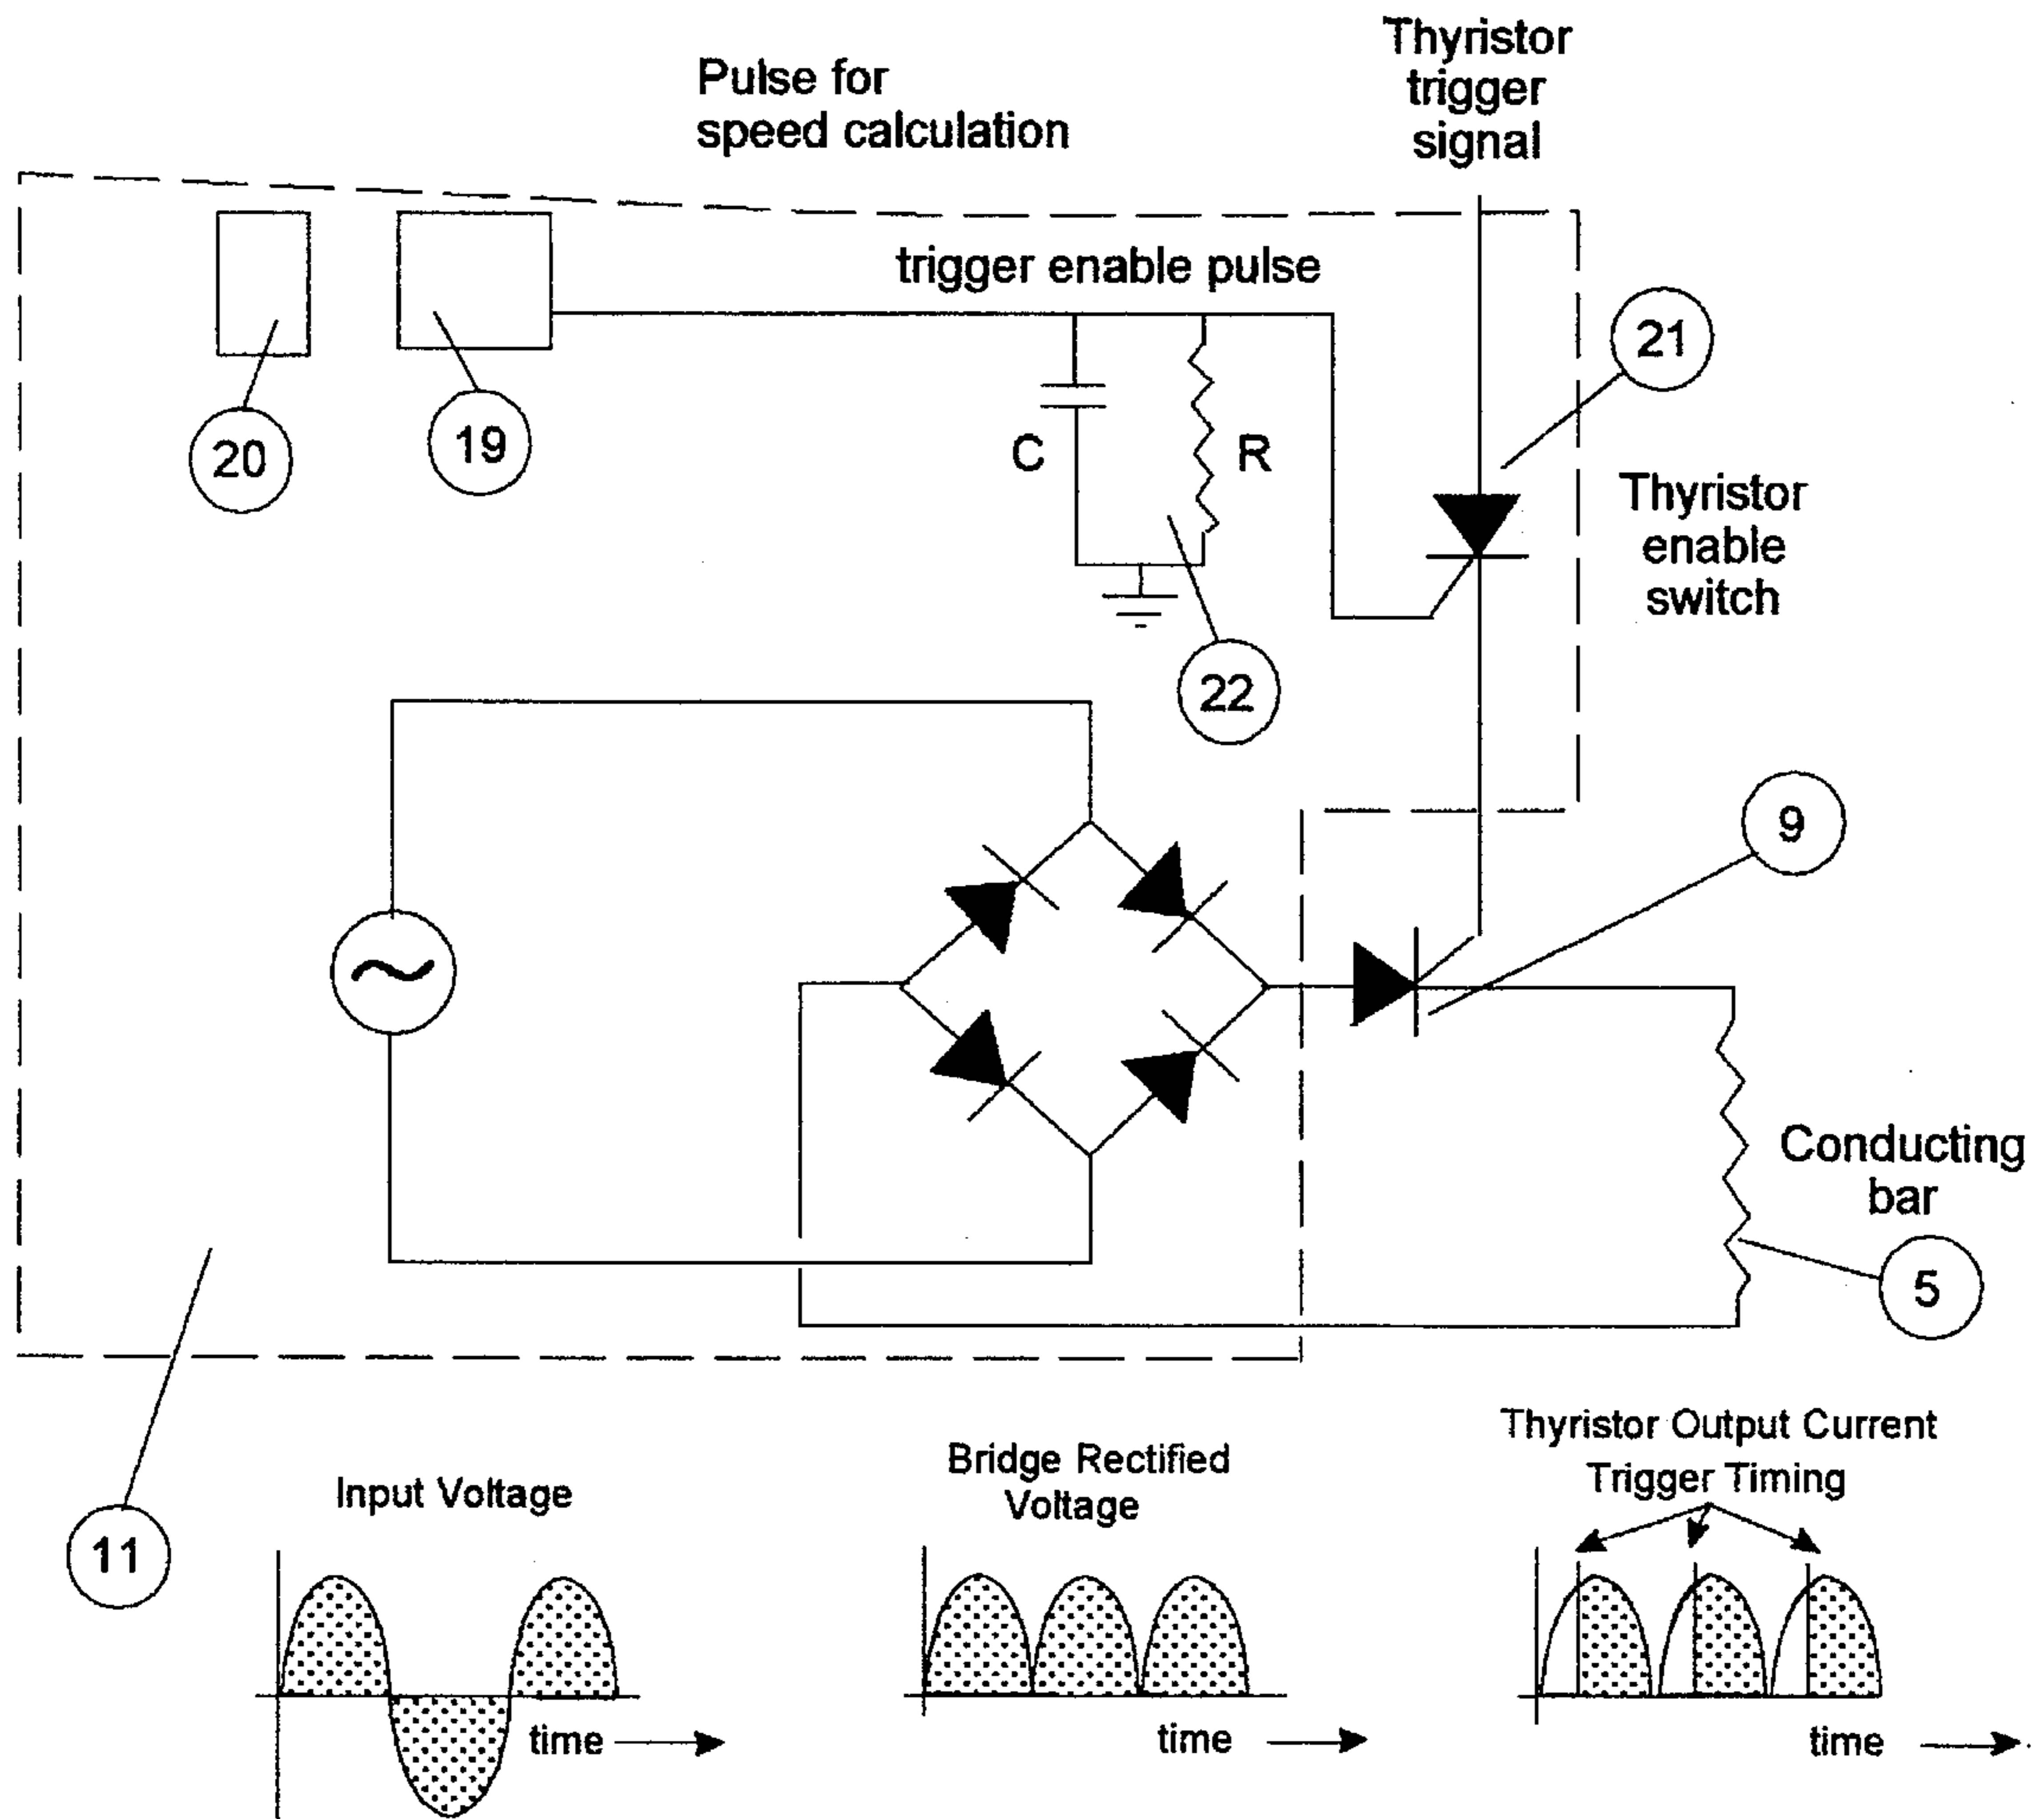 Thyristor
trigger
signal
Pulse for
speed calculation
trigger enable pulse
21
20
19
C
R
Thyristor
enable
switch
22
9
Conducting
bar
5
11
Input Voltage
Bridge Rectified
Voltage
Thyristor Output Current
Trigger Timing
time
time
time